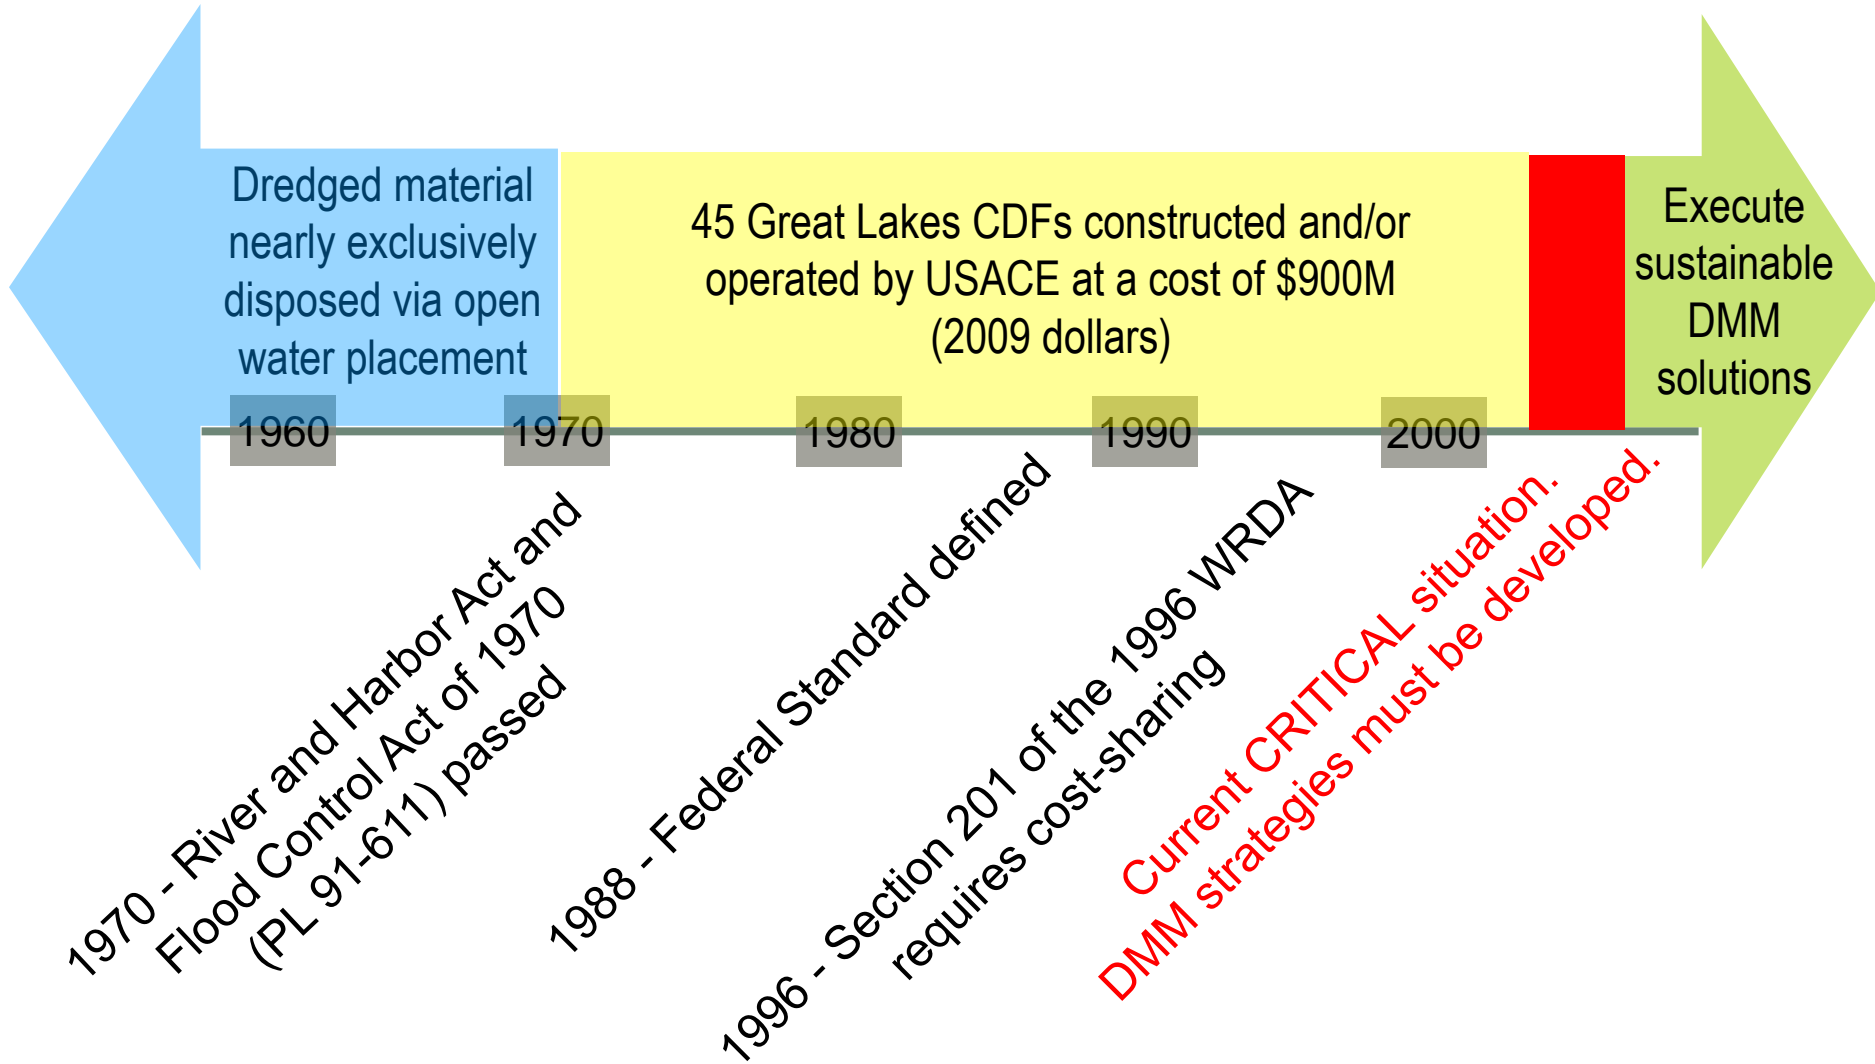 Dredged material
nearly exclusively
disposed via open
water placement
45 Great Lakes CDFs constructed and/or
operated by USACE at a cost of $900M
(2009 dollars)
Execute
sustainable
DMM
solutions
1960
1970
1980
1990
2000
1970 - River and Harbor Act and
Flood Control Act of 1970
(PL 91-611) passed
1988 - Federal Standard defined
1996 - Section 201 of the 1996 WRDA
requires cost-sharing
Current CRITICAL situation.
DMM strategies must be developed.